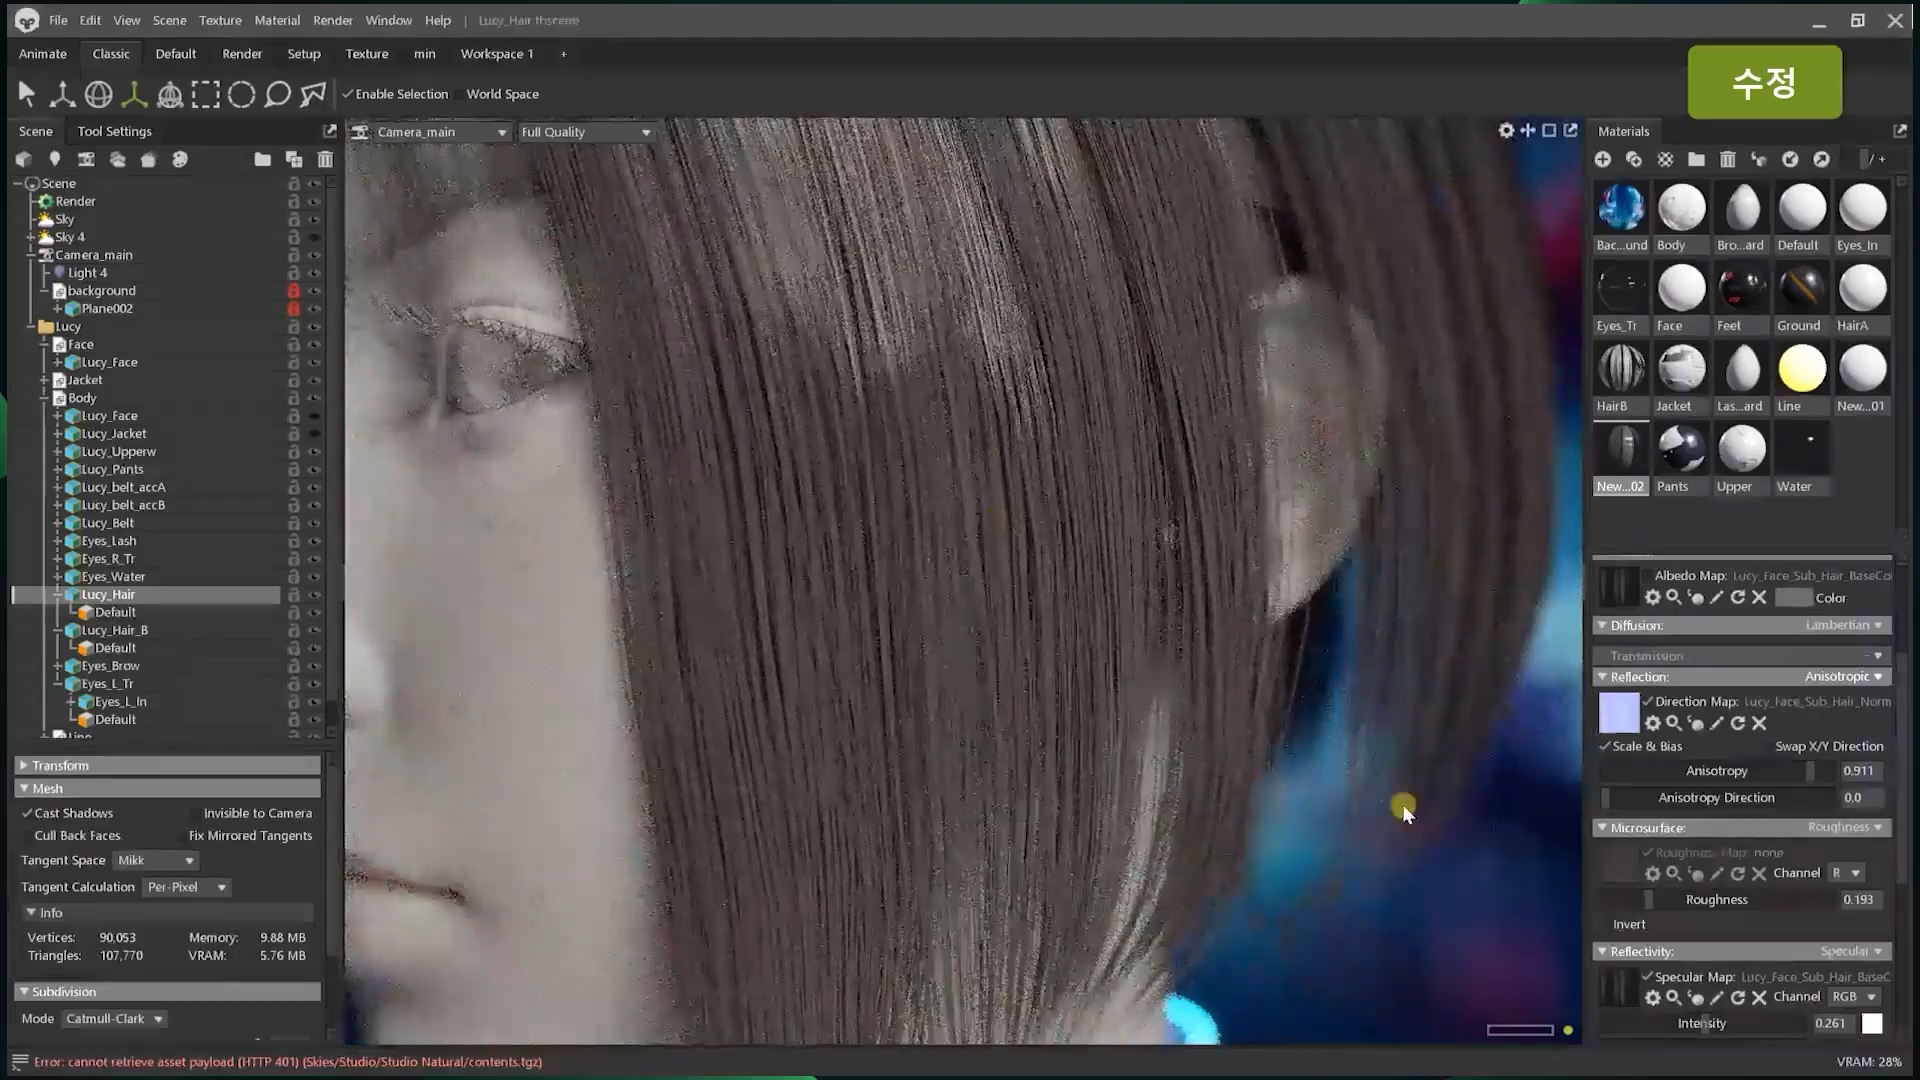 File Edit View Scene Texture Material Render Window Help | Lucy_Hair.tbscene
Animate Classic Default Render Setup Texture min Workspace 1 +
수정
Enable Selection World Space
Scene Tool Settings
Camera_main Full Quality
Materials
Scene
Render
Sky
Sky 4
Camera_main
Light 4
background
Plane002
Lucy
Face
Lucy_Face
Jacket
Body
Lucy_Face
Lucy_Jacket
Lucy_Upperw
Lucy_Pants
Lucy_belt_accA
Lucy_belt_accB
Lucy_Belt
Eyes_Lash
Eyes_R_Tr
Eyes_Water
Lucy_Hair
Default
Lucy_Hair_B
Default
Eyes_Brow
Eyes_L_Tr
Eyes_L_In
Default
Line
Transform
Mesh
Cast Shadows Invisible to Camera
Cull Back Faces Fix Mirrored Tangents
Tangent Space Mikk
Tangent Calculation Per-Pixel
Info
Vertices: 90,053 Memory: 9.88 MB
Triangles: 107,770 VRAM: 5.76 MB
Subdivision
Mode Catmull-Clark
Bac...und Body Bro...ard Default Eyes_In
Eyes_Tr Face Feet Ground HairA
HairB Jacket Las...ard Line New...01
New...02 Pants Upper Water
Albedo Map: Lucy_Face_Sub_Hair_BaseCol
Color
Diffusion: Lambertian
Transmission -
Reflection: Anisotropic
Direction Map: Lucy_Face_Sub_Hair_Norm
Scale & Bias Swap X/Y Direction
Anisotropy 0.911
Anisotropy Direction 0.0
Microsurface: Roughness
Roughness Map: none
Channel R
Roughness 0.193
Invert
Reflectivity: Specular
Specular Map: Lucy_Face_Sub_Hair_BaseC
Channel RGB
Intensity 0.261
Error: cannot retrieve asset payload (HTTP 401) (Skies/Studio/Studio Natural/contents.tgz)
VRAM: 28%